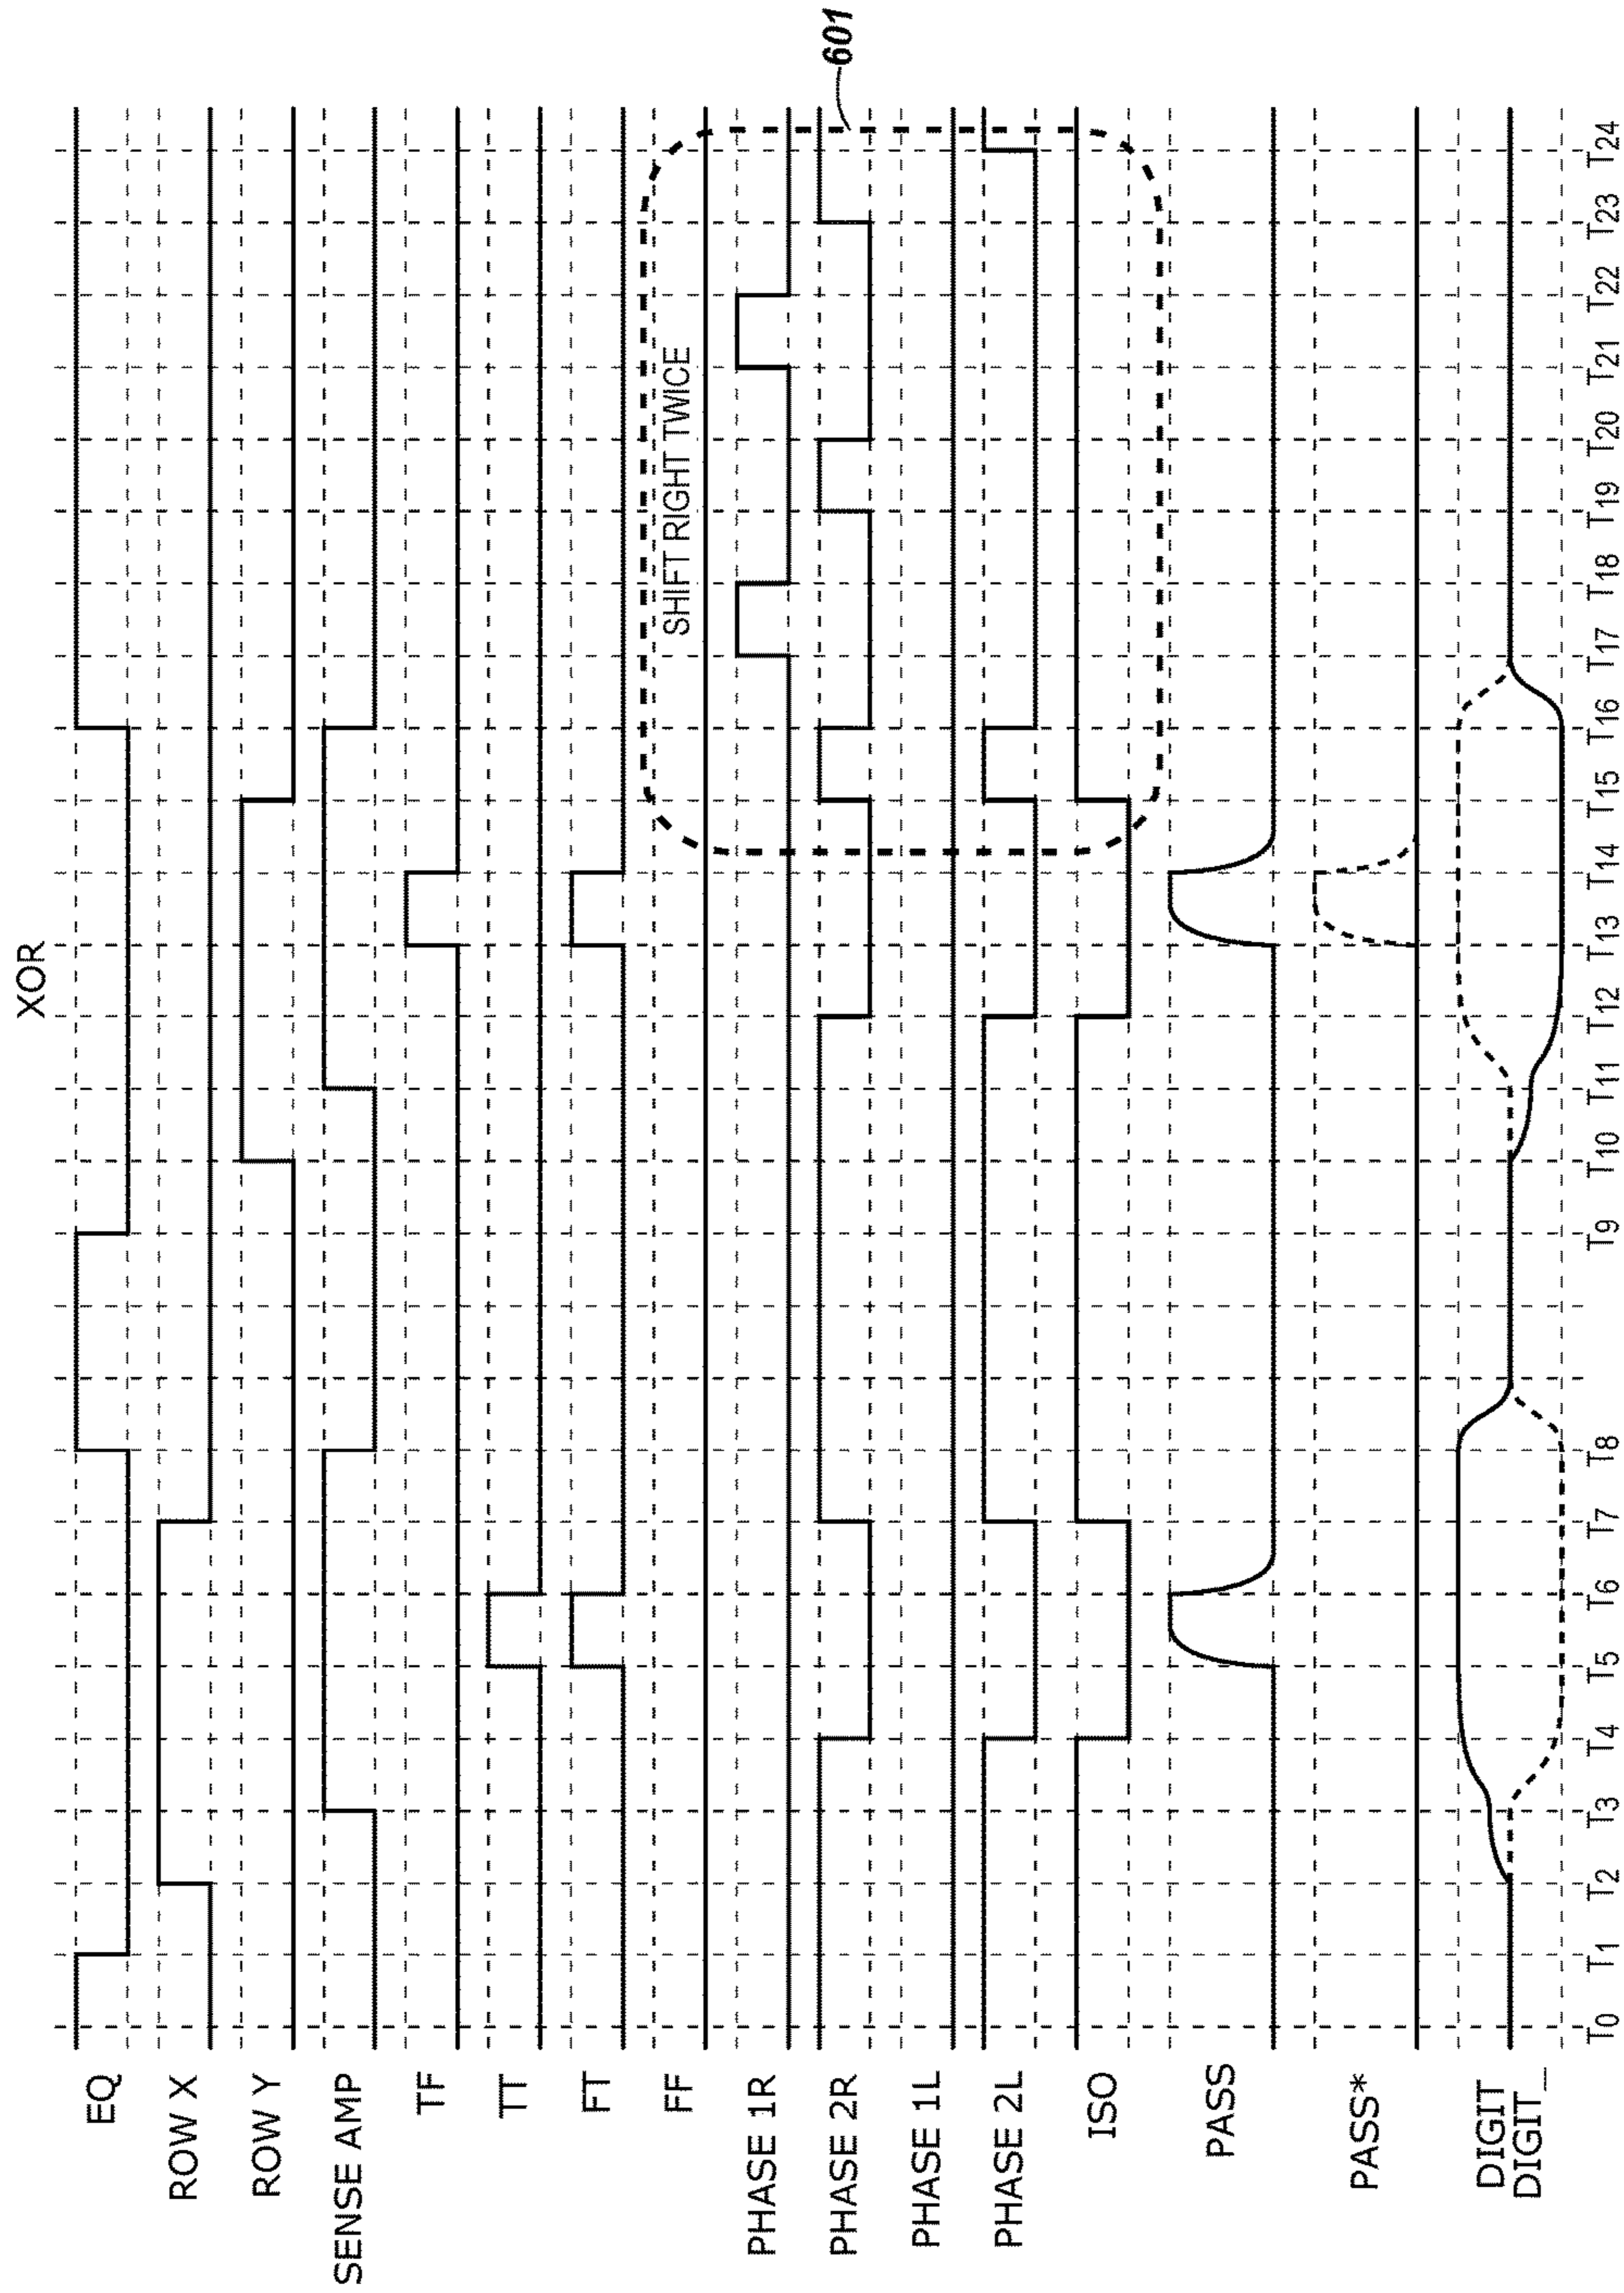 XOR
EQ
ROW X
ROW Y
SENSE AMP
TF
TT
FT
FF
PHASE 1R
PHASE 2R
PHASE 1L
PHASE 2L
ISO
PASS
PASS*
DIGIT
DIGIT_
SHIFT RIGHT TWICE
601
T0 T1 T2 T3 T4 T5 T6 T7 T8 T9 T10 T11 T12 T13 T14 T15 T16 T17 T18 T19 T20 T21 T22 T23 T24